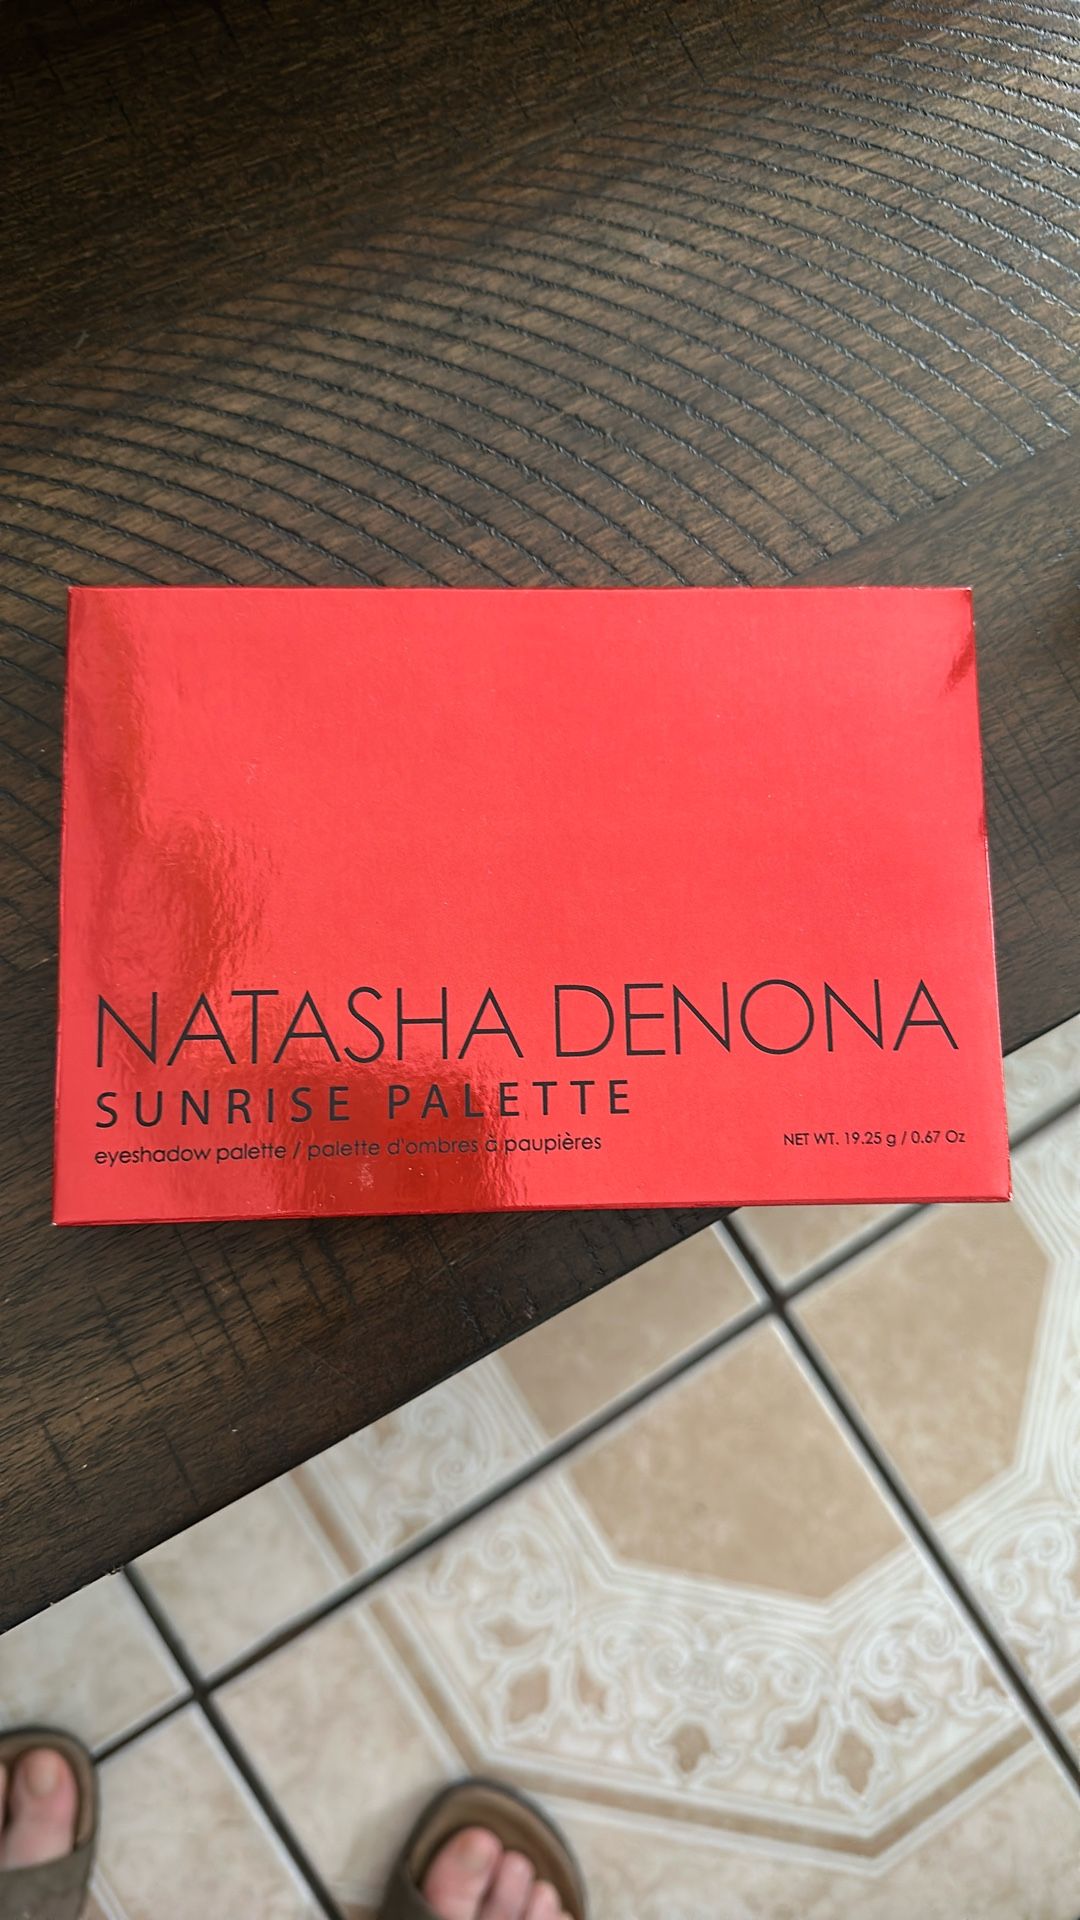 NATASHA DENONA
SUNRISE PALETTE
eyeshadow palette / palette d'ombres à paupières
NET WT. 19.25 g / 0.67 Oz